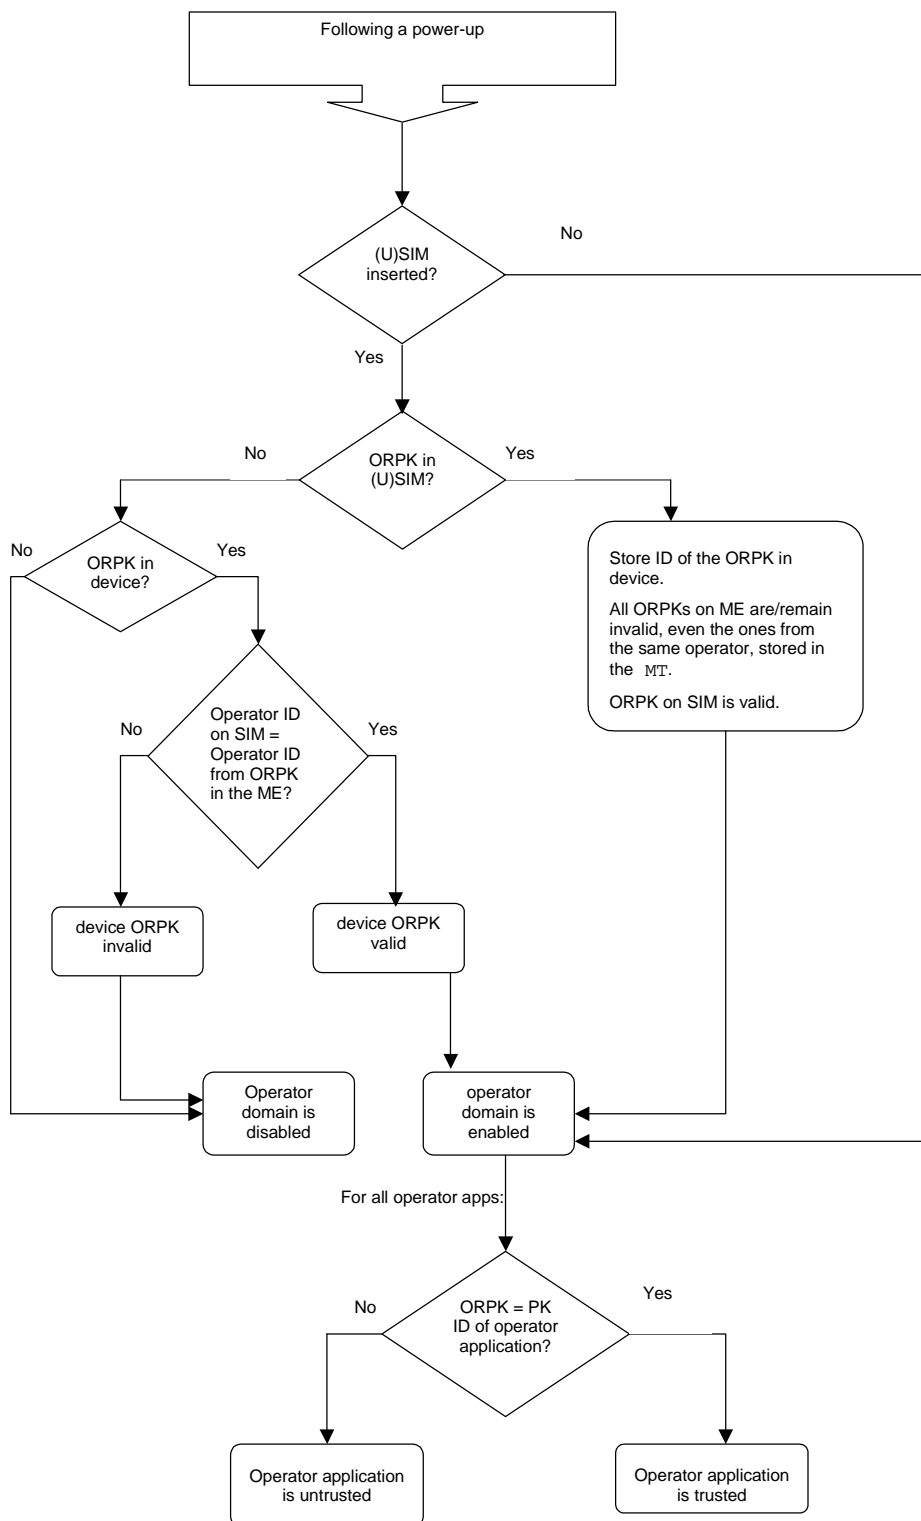 Following a power-up
(U)SIM
inserted?
No
Yes
ORPK in
(U)SIM?
No
Yes
ORPK in
device?
No
Yes
Store ID of the ORPK in
device.
All ORPKs on ME are/remain
invalid, even the ones from
the same operator, stored in
the MT.
ORPK on SIM is valid.
Operator ID
on SIM =
Operator ID
from ORPK
in the ME?
No
Yes
device ORPK
invalid
device ORPK
valid
Operator
domain is
disabled
operator
domain is
enabled
For all operator apps:
ORPK = PK
ID of operator
application?
No
Yes
Operator application
is untrusted
Operator application
is trusted